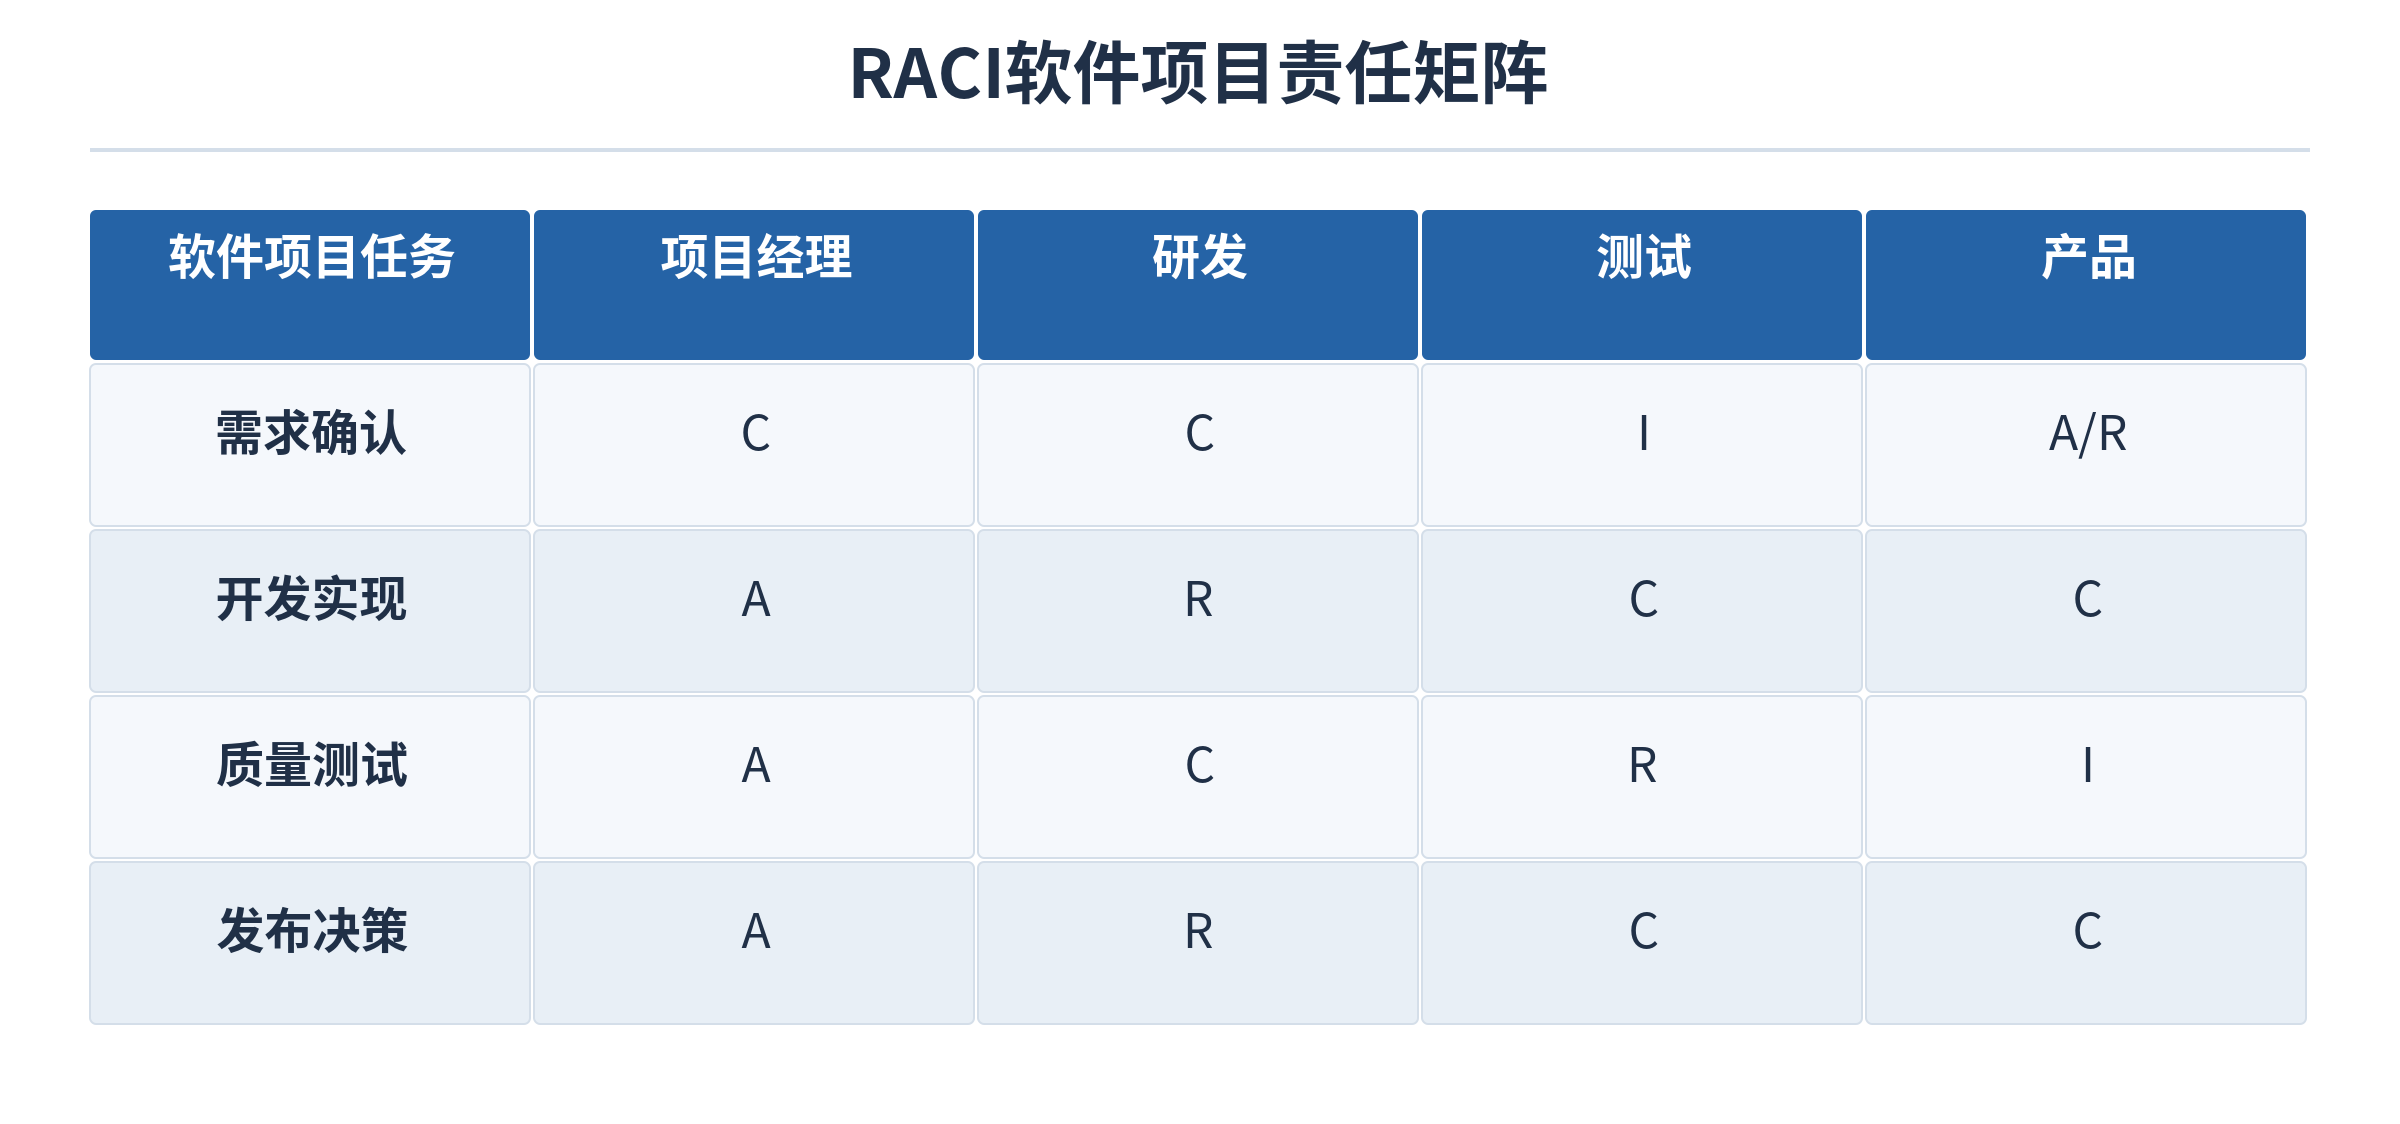 RACI软件项目责任矩阵
软件项目任务 项目经理 研发 测试 产品
需求确认 C C I A/R
开发实现 A R C C
质量测试 A C R I
发布决策 A R C C